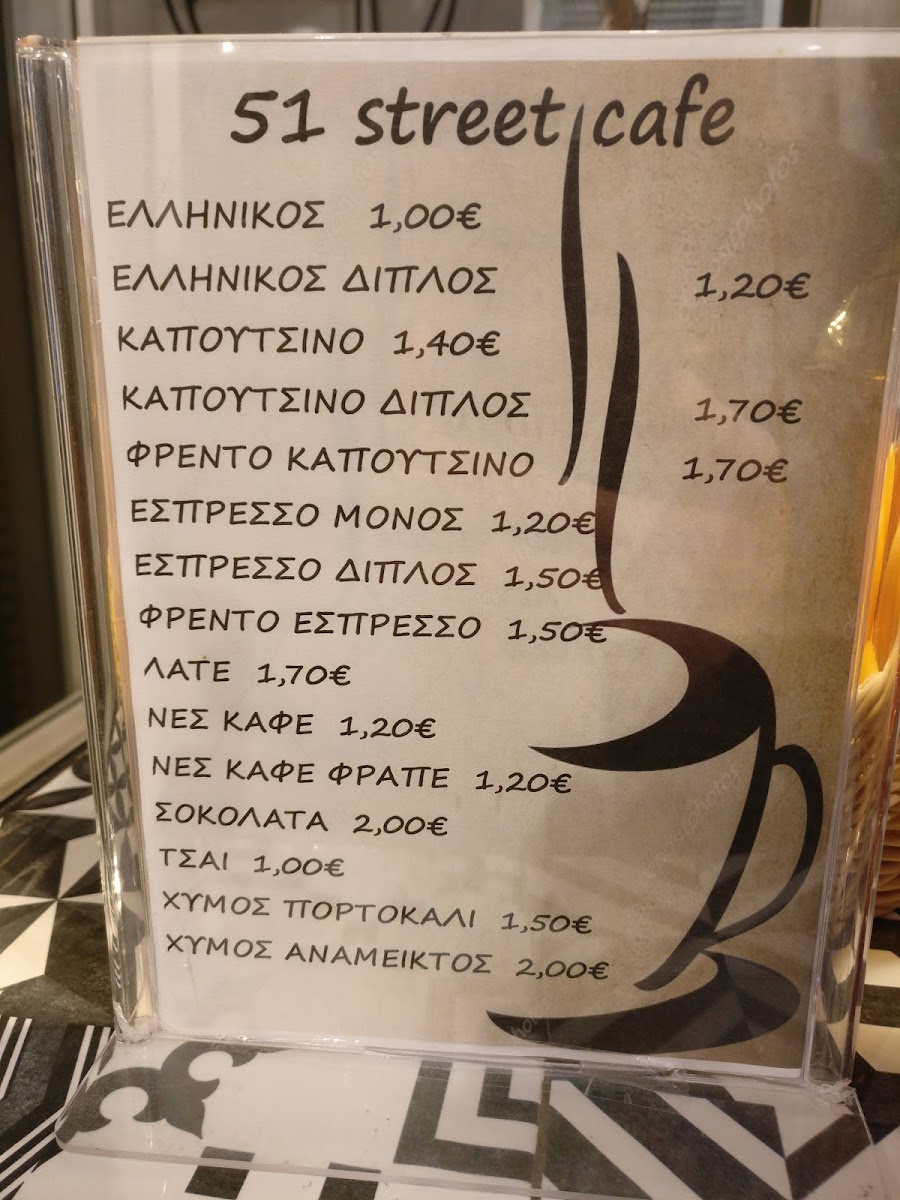 51 street cafe
ΕΛΛΗΝΙΚΟΣ 1,00€
ΕΛΛΗΝΙΚΟΣ ΔΙΠΛΟΣ 1,20€
ΚΑΠΟΥΤΣΙΝΟ 1,40€
ΚΑΠΟΥΤΣΙΝΟ ΔΙΠΛΟΣ 1,70€
ΦΡΕΝΤΟ ΚΑΠΟΥΤΣΙΝΟ 1,70€
ΕΣΠΡΕΣΣΟ ΜΟΝΟΣ 1,20€
ΕΣΠΡΕΣΣΟ ΔΙΠΛΟΣ 1,50€
ΦΡΕΝΤΟ ΕΣΠΡΕΣΣΟ 1,50€
ΛΑΤΕ 1,70€
ΝΕΣ ΚΑΦΕ 1,20€
ΝΕΣ ΚΑΦΕ ΦΡΑΠΕ 1,20€
ΣΟΚΟΛΑΤΑ 2,00€
ΤΣΑΙ 1,00€
ΧΥΜΟΣ ΠΟΡΤΟΚΑΛΙ 1,50€
ΧΥΜΟΣ ΑΝΑΜΕΙΚΤΟΣ 2,00€